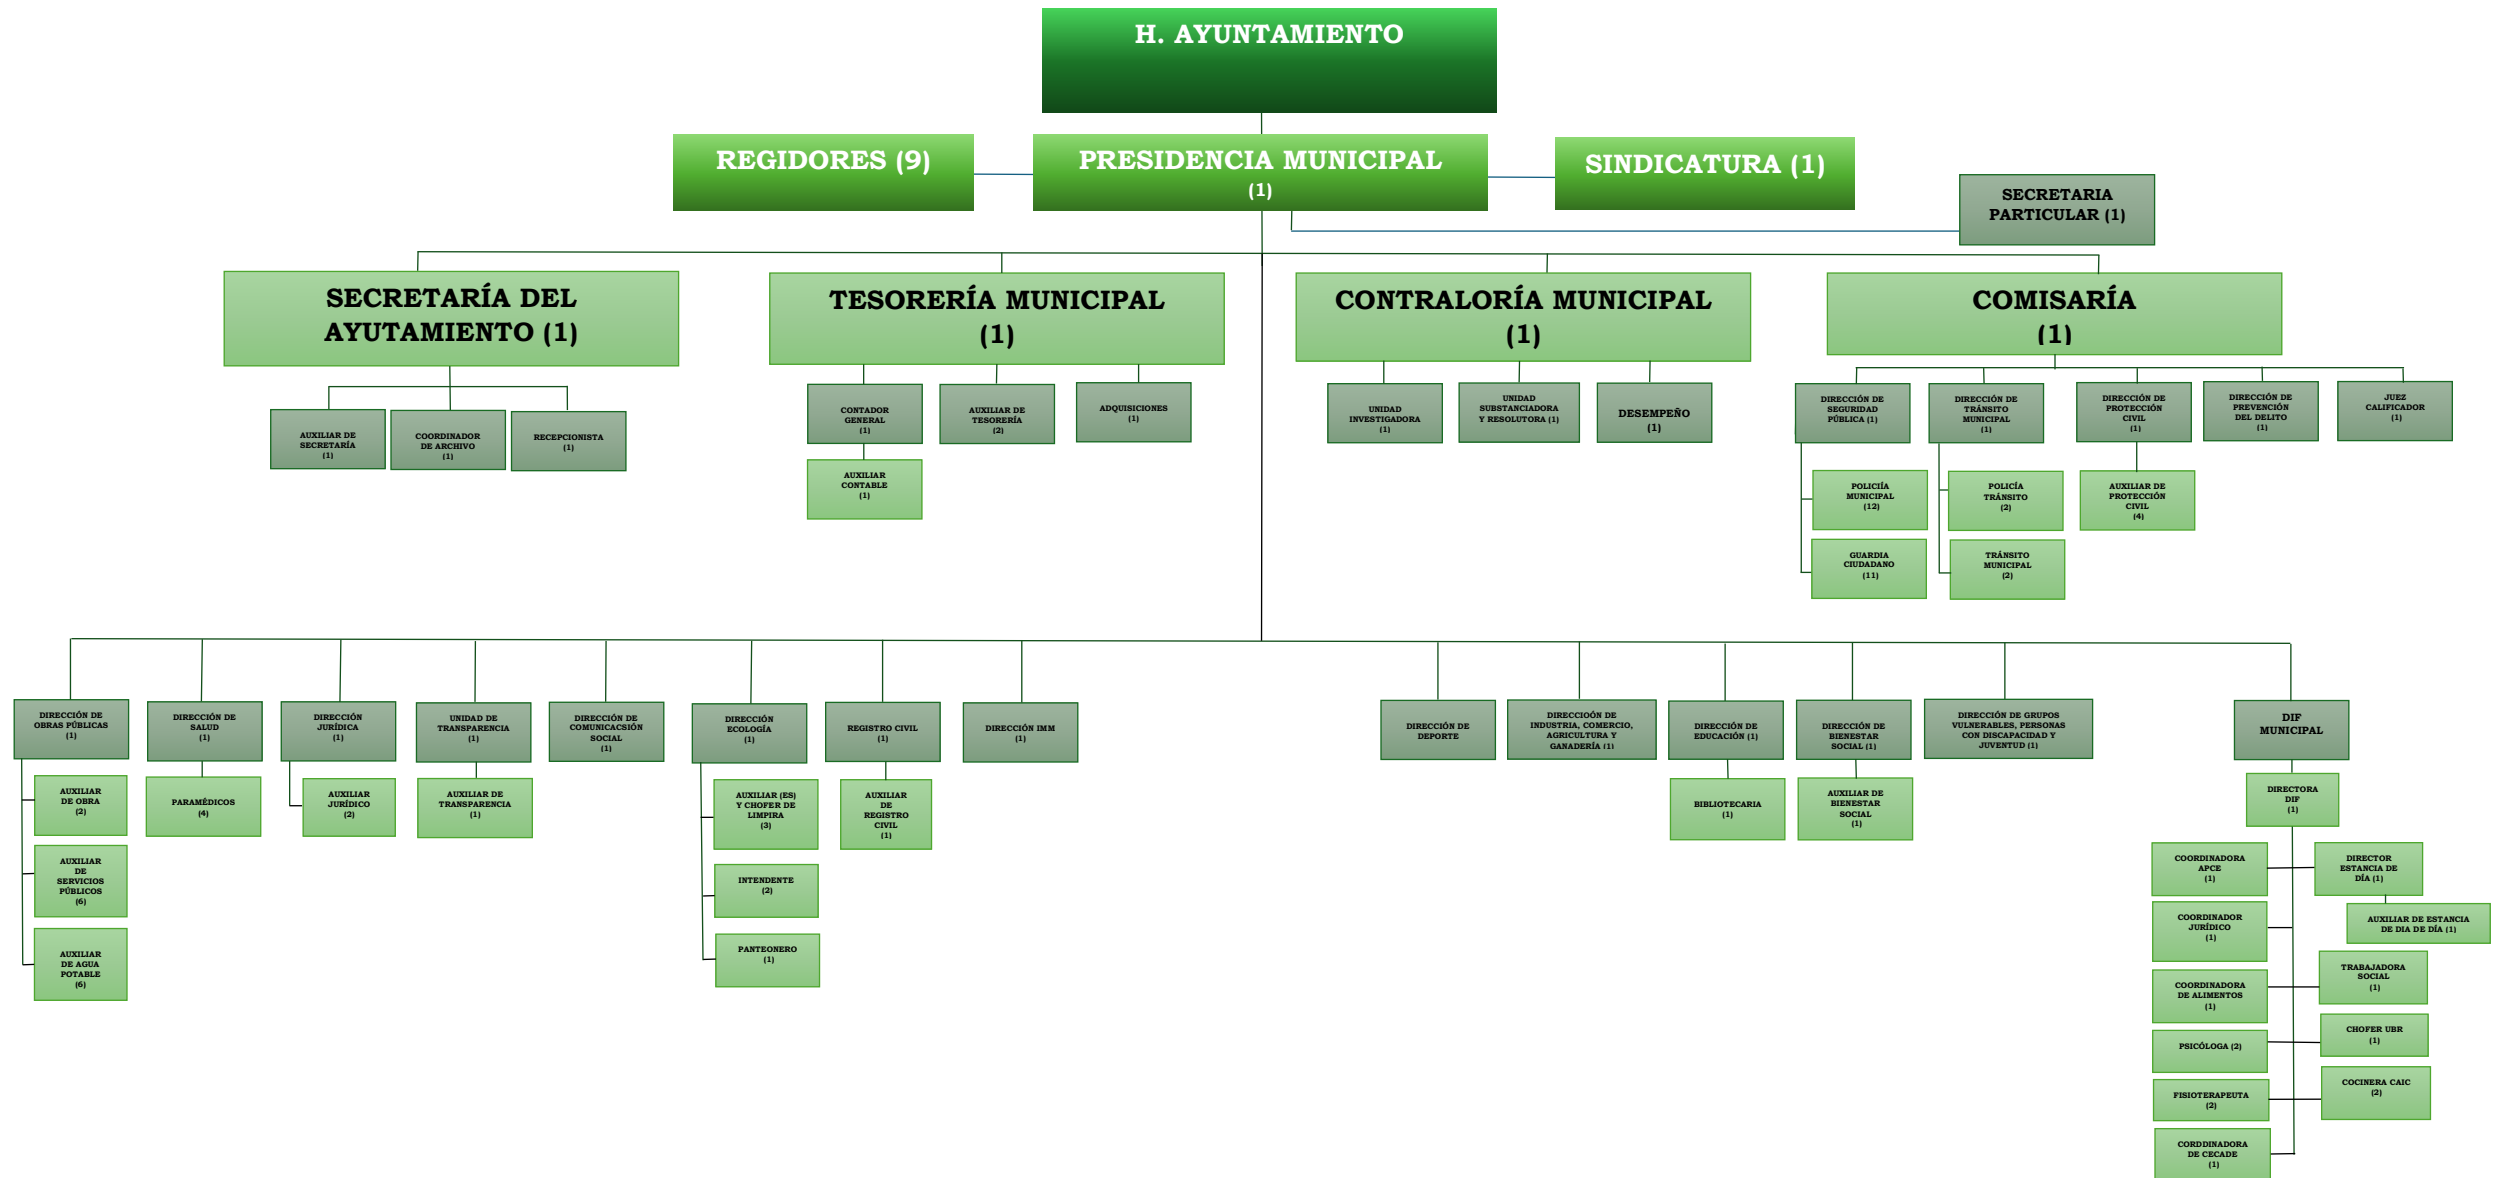 H. AYUNTAMIENTO
REGIDORES (9)
PRESIDENCIA MUNICIPAL
(1)
SINDICATURA (1)
SECRETARIA
PARTICULAR (1)
SECRETARÍA DEL
AYUTAMIENTO (1)
TESORERÍA MUNICIPAL
(1)
CONTRALORÍA MUNICIPAL
(1)
COMISARÍA
(1)
AUXILIAR DE
SECRETARÍA
(1)
COORDINADOR
DE ARCHIVO
(1)
RECEPCIONISTA
(1)
CONTADOR
GENERAL
(1)
AUXILIAR DE
TESORERÍA
(2)
ADQUISICIONES
(1)
AUXILIAR
CONTABLE
(1)
UNIDAD
INVESTIGADORA
(1)
UNIDAD
SUBSTANCIADORA
Y RESOLUTORA (1)
DESEMPEÑO
(1)
DIRECCIÓN DE
SEGURIDAD
PÚBLICA (1)
DIRECCIÓN DE
TRÁNSITO
MUNICIPAL
(1)
DIRECCIÓN DE
PROTECCIÓN
CIVIL
(1)
DIRECCIÓN DE
PREVENCIÓN
DEL DELITO
(1)
JUEZ
CALIFICADOR
(1)
POLICIÍA
MUNICIPAL
(12)
POLICÍA
TRÁNSITO
(2)
AUXILIAR DE
PROTECCIÓN
CIVIL
(4)
GUARDIA
CIUDADANO
(11)
TRÁNSITO
MUNICIPAL
(2)
DIRECCIÓN DE
OBRAS PÚBLICAS
(1)
DIRECCIÓN DE
SALUD
(1)
DIRECCIÓN
JURÍDICA
(1)
UNIDAD DE
TRANSPARENCIA
(1)
DIRECCIÓN DE
COMUNICACSIÓN
SOCIAL
(1)
DIRECCIÓN
ECOLOGÍA
(1)
REGISTRO CIVIL
(1)
DIRECCIÓN IMM
(1)
DIRECCIÓN DE
DEPORTE
DIRECCIOÓN DE
INDUSTRIA, COMERCIO,
AGRICULTURA Y
GANADERÍA (1)
DIRECCIÓN DE
EDUCACIÓN (1)
DIRECCIÓN DE
BIENESTAR
SOCIAL (1)
DIRECCIÓN DE GRUPOS
VULNERABLES, PERSONAS
CON DISCAPACIDAD Y
JUVENTUD (1)
DIF
MUNICIPAL
AUXILIAR
DE OBRA
(2)
PARAMÉDICOS
(4)
AUXILIAR
JURÍDICO
(2)
AUXILIAR DE
TRANSPARENCIA
(1)
AUXILIAR (ES)
Y CHOFER DE
LIMPIRA
(3)
AUXILIAR
DE
REGISTRO
CIVIL
(1)
BIBLIOTECARIA
(1)
AUXILIAR DE
BIENESTAR
SOCIAL
(1)
DIRECTORA
DIF
(1)
AUXILIAR
DE
SERVICIOS
PÚBLICOS
(6)
INTENDENTE
(2)
AUXILIAR
DE AGUA
POTABLE
(6)
PANTEONERO
(1)
COORDINADORA
APCE
(1)
DIRECTOR
ESTANCIA DE
DÍA (1)
AUXILIAR DE ESTANCIA
DE DIA DE DÍA (1)
COORDINADOR
JURÍDICO
(1)
TRABAJADORA
SOCIAL
(1)
COORDINADORA
DE ALIMENTOS
(1)
CHOFER UBR
(1)
PSICÓLOGA (2)
COCINERA CAIC
(2)
FISIOTERAPEUTA
(2)
CORDDINADORA
DE CECADE
(1)